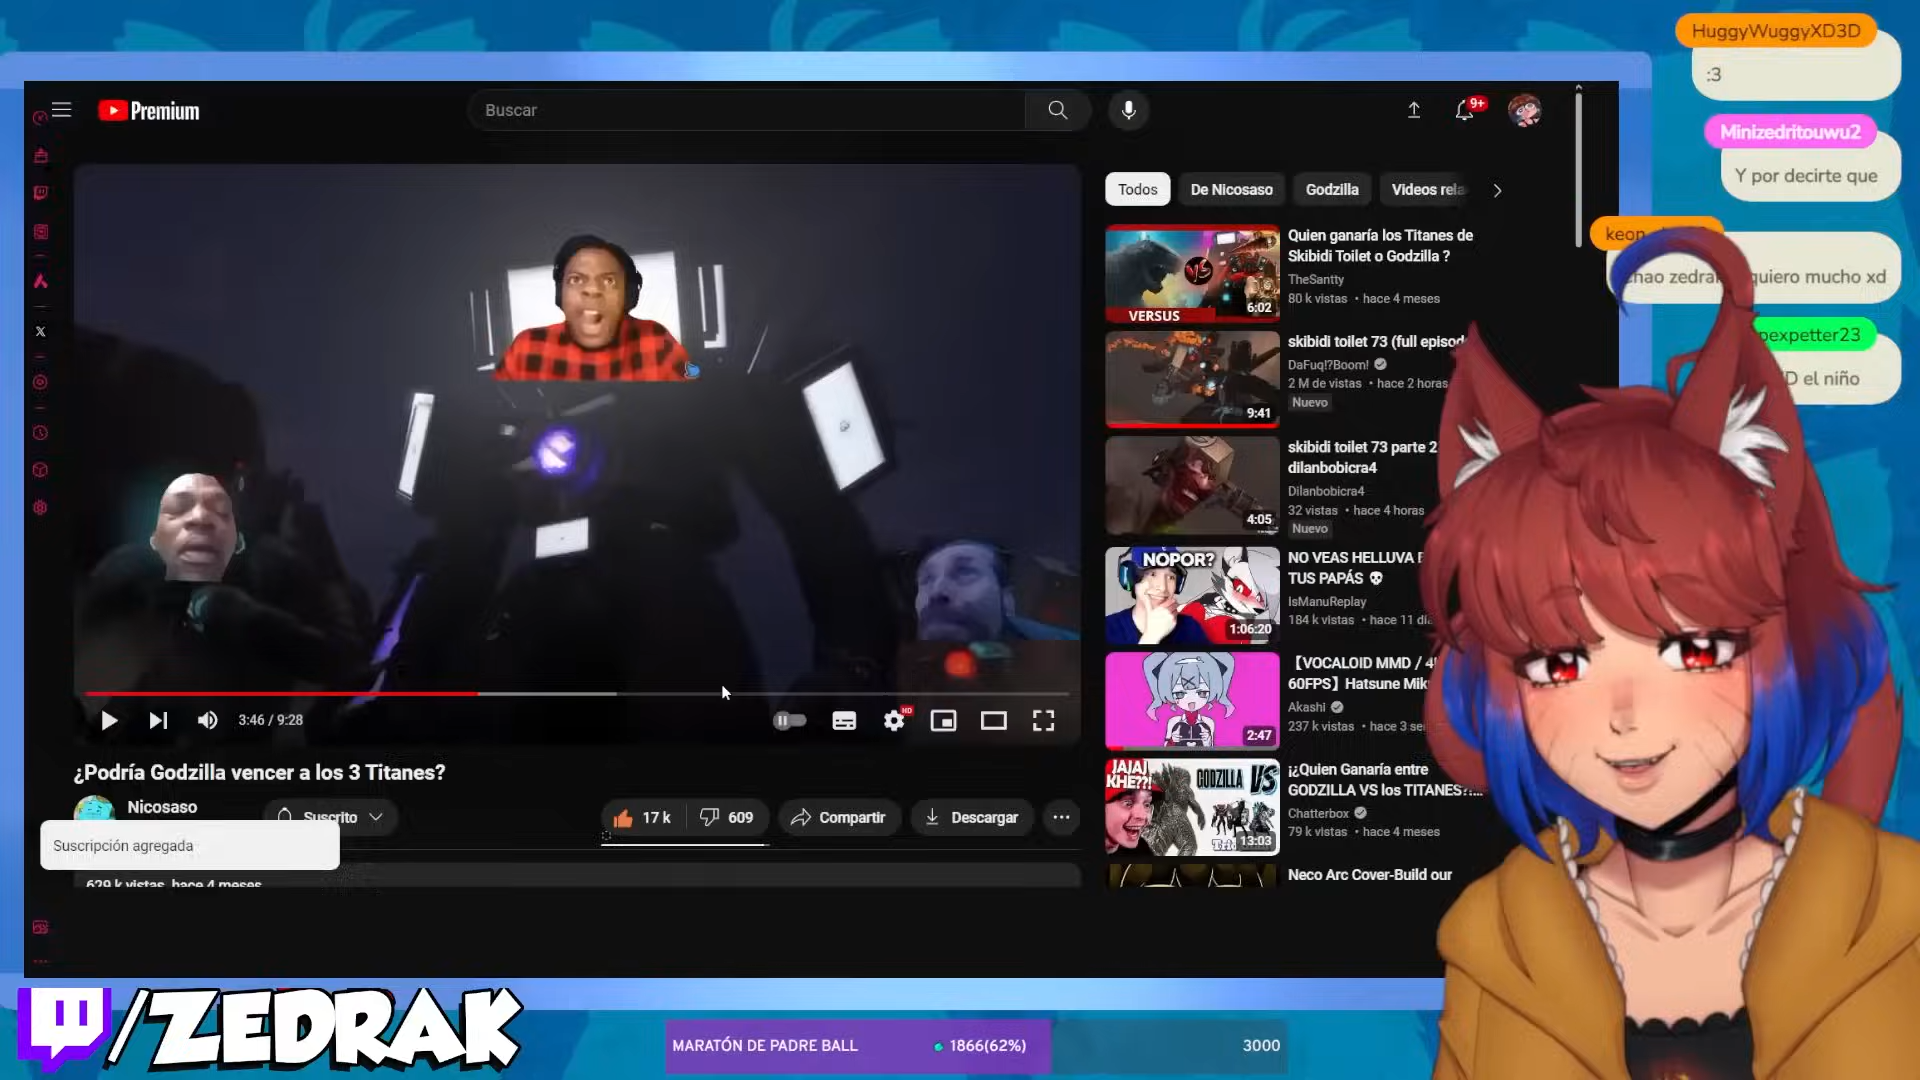 Premium
Buscar
9+
Todos
De Nicosaso
Godzilla
Videos rela
VERSUS
6:02
Quien ganaría los Titanes de
Skibidi Toilet o Godzilla ?
TheSantty
80 k vistas • hace 4 meses
9:41
skibidi toilet 73 (full episod
DaFuq!?Boom!
2 M de vistas • hace 2 horas
Nuevo
4:05
skibidi toilet 73 parte 2
dilanbobicra4
Dilanbobicra4
32 vistas • hace 4 horas
Nuevo
NOPOR?
1:06:20
NO VEAS HELLUVA
TUS PAPÁS 💀
IsManuReplay
184 k vistas • hace 11
2:47
【VOCALOID MMD / 4
60FPS】Hatsune Mik
Akashi
237 k vistas • hace 3
JAJAJ
KHE??!
GODZILLA VS
13:03
¡¿Quien Ganaría entre
GODZILLA VS los TITANES?!...
Chatterbox
79 k vistas • hace 4 meses
Neco Arc Cover-Build our
3:46 / 9:28
HD
¿Podría Godzilla vencer a los 3 Titanes?
Nicosaso
Suscrito
17 k
609
Compartir
Descargar
Suscripción agregada
629 k vistas hace 4 meses
HuggyWuggyXD3D
:3
Minizedritouwu2
Y por decirte que
keon
chao zedrak quiero mucho xd
pexpetter23
D el niño
/ZEDRAK
MARATÓN DE PADRE BALL
1866(62%)
3000